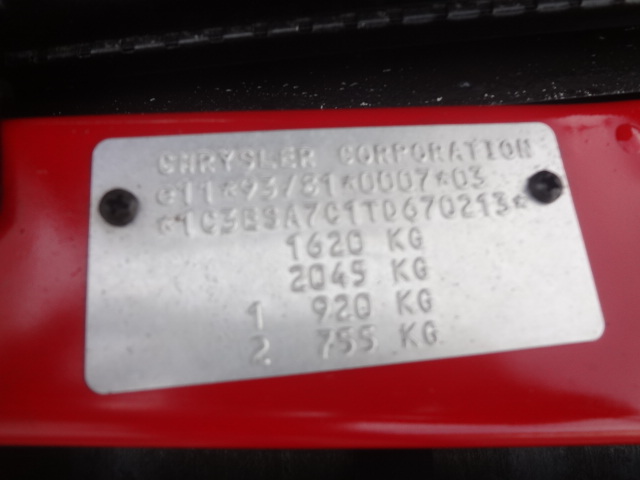 CHRYSLER CORPORATION
e11*93/81*0007*03
*1C3BSA7C1TD670213*
1620 KG
2045 KG
1 920 KG
2 755 KG